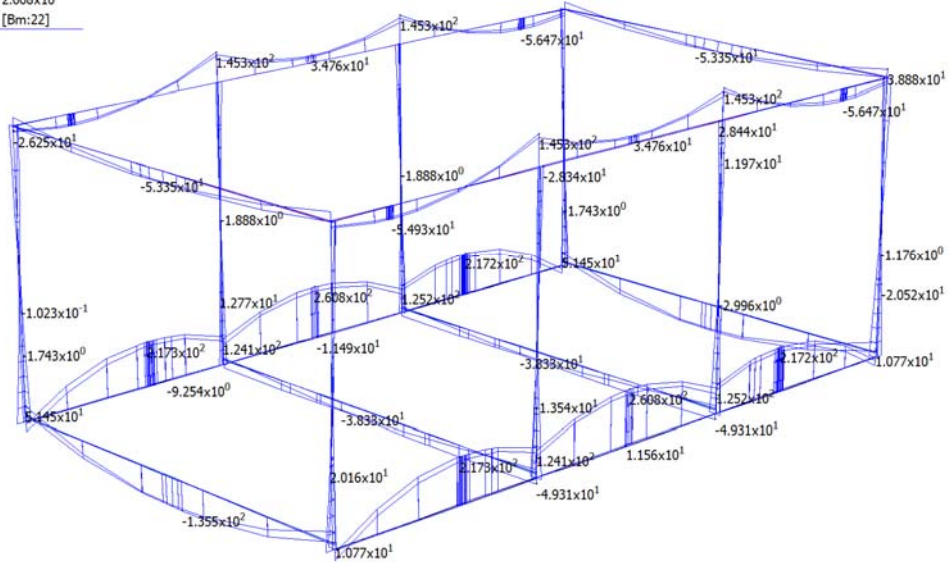 [Bm:22]
1.453x10²
-5.647x10¹
1.453x10²
3.476x10¹
-5.335x10¹
3.888x10¹
1.453x10²
-5.647x10¹
2.844x10¹
-2.625x10¹
1.453x10²
3.476x10¹
1.197x10¹
-5.335x10¹
-1.888x10⁰
-2.834x10¹
-1.888x10⁰
-5.493x10¹
1.743x10⁰
1.176x10⁰
5.145x10¹
2.172x10²
2.052x10¹
1.277x10¹
2.608x10²
1.252x10²
-2.996x10⁰
1.023x10⁻¹
1.743x10⁰
2.173x10²
1.241x10²
-1.149x10¹
-3.833x10¹
2.172x10²
1.077x10¹
-9.254x10⁰
2.608x10²
1.252x10²
5.145x10¹
-3.833x10¹
1.354x10¹
-4.931x10¹
2.173x10²
1.241x10²
1.156x10¹
2.016x10¹
-4.931x10¹
-1.355x10²
1.077x10¹